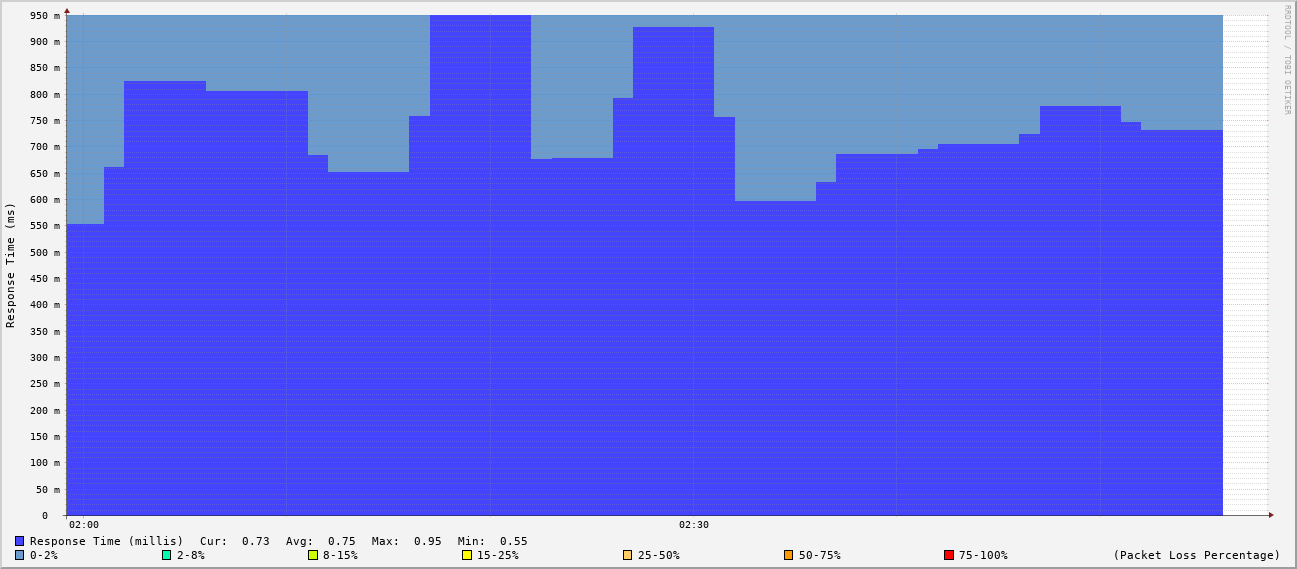 950 m
900 m
850 m
800 m
750 m
700 m
650 m
600 m
550 m
500 m
450 m
400 m
350 m
300 m
250 m
200 m
150 m
100 m
50 m
0
Response Time (ms)
RRDTOOL / TOBI OETIKER
02:00 02:30
Response Time (millis) Cur: 0.73 Avg: 0.75 Max: 0.95 Min: 0.55
0-2% 2-8% 8-15% 15-25% 25-50% 50-75% 75-100% (Packet Loss Percentage)